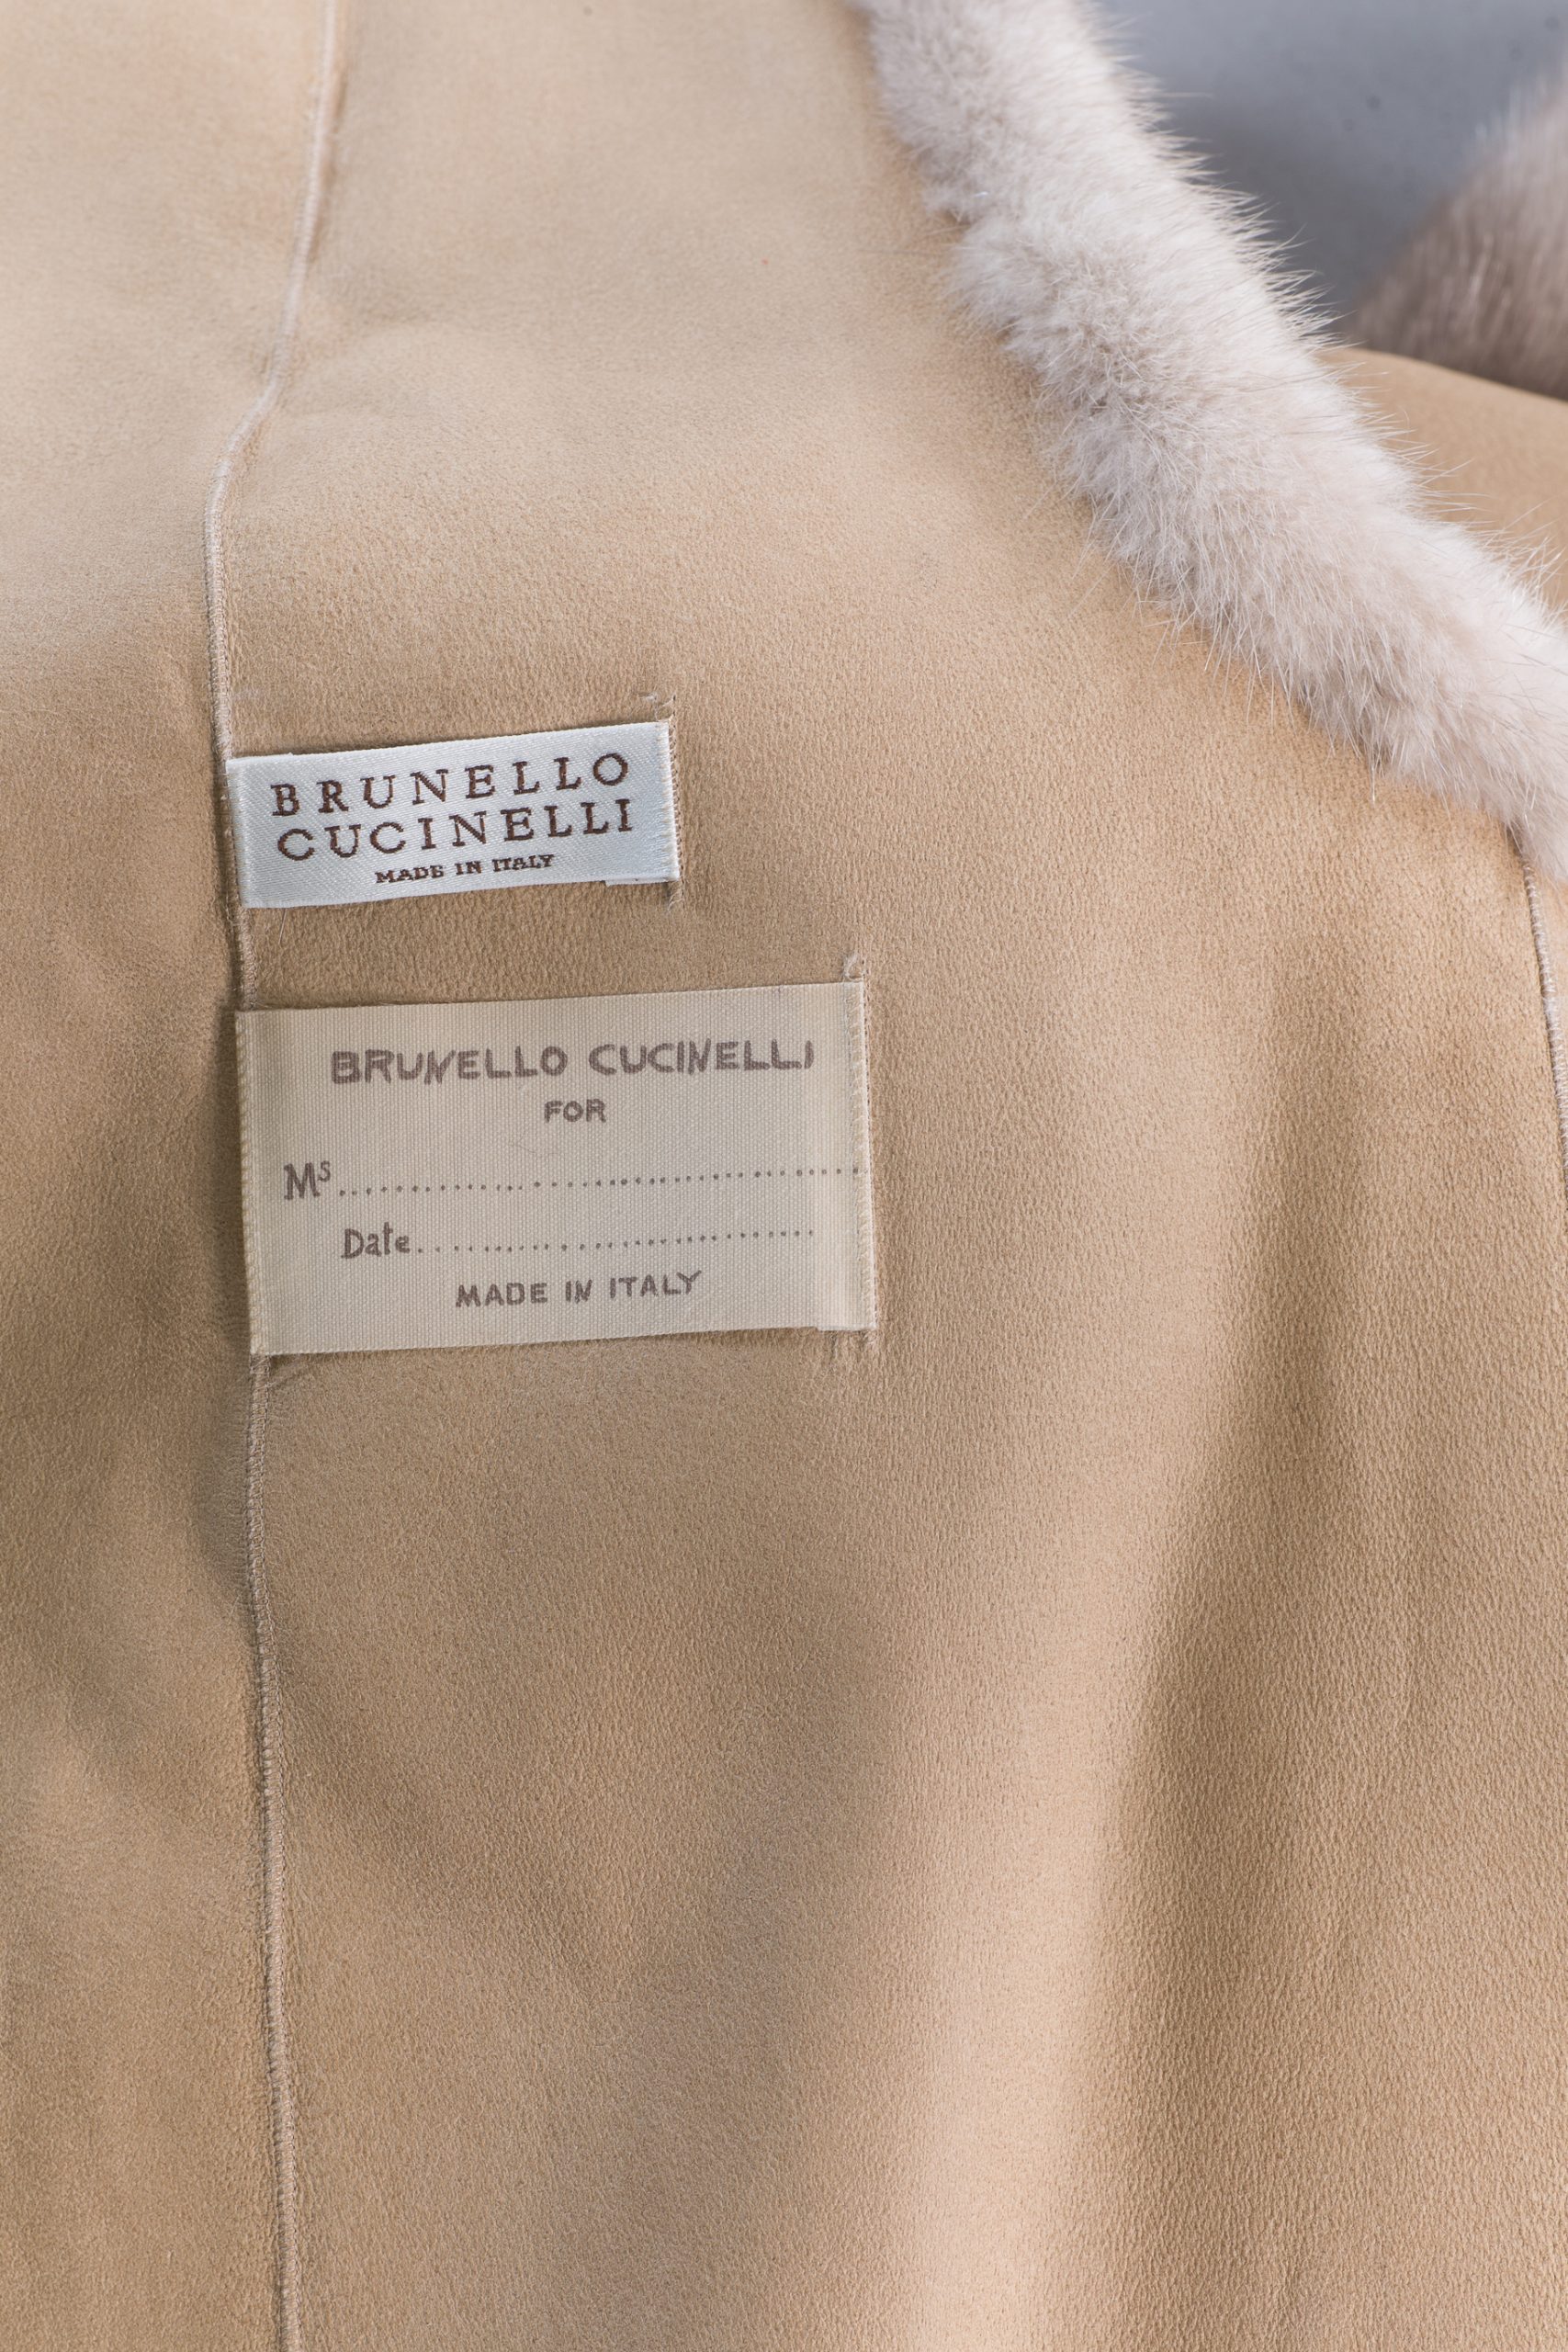 BRUNELLO
CUCINELLI
MADE IN ITALY
BRUNELLO CUCINELLI
FOR
Ms................................................
Date....................................
MADE IN ITALY